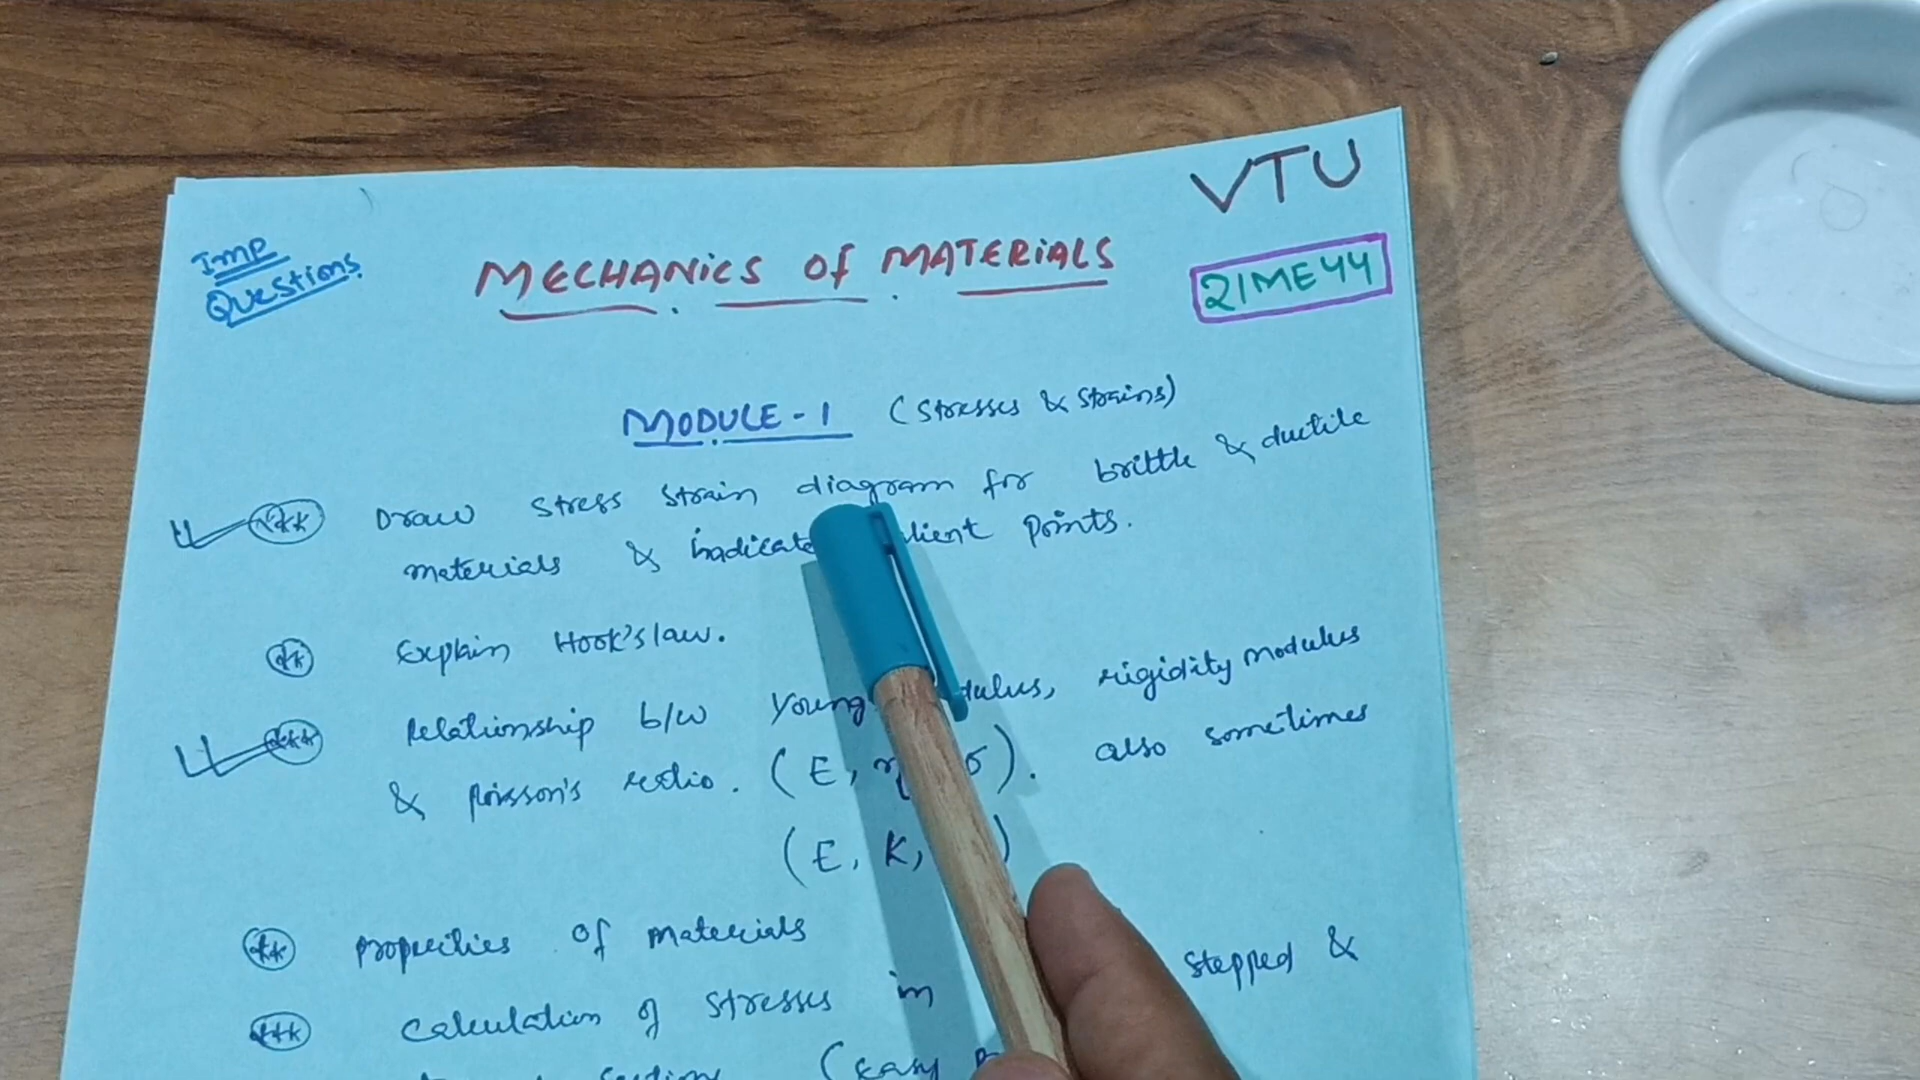 VTU
Imp
Questions
MECHANICS OF MATERIALS
21ME44
MODULE-1 (Stresses & Strains)
** Draw stress strain diagram for brittle & ductile
materials & indicate points.
** Explain Hook's law.
*** Relationship b/w Young dulus, rigidity modulus
& poisson's ratio. (E, η σ). also sometimes
(E, K, )
** properties of materials
*** Calculation of stresses in stepped &
(easy